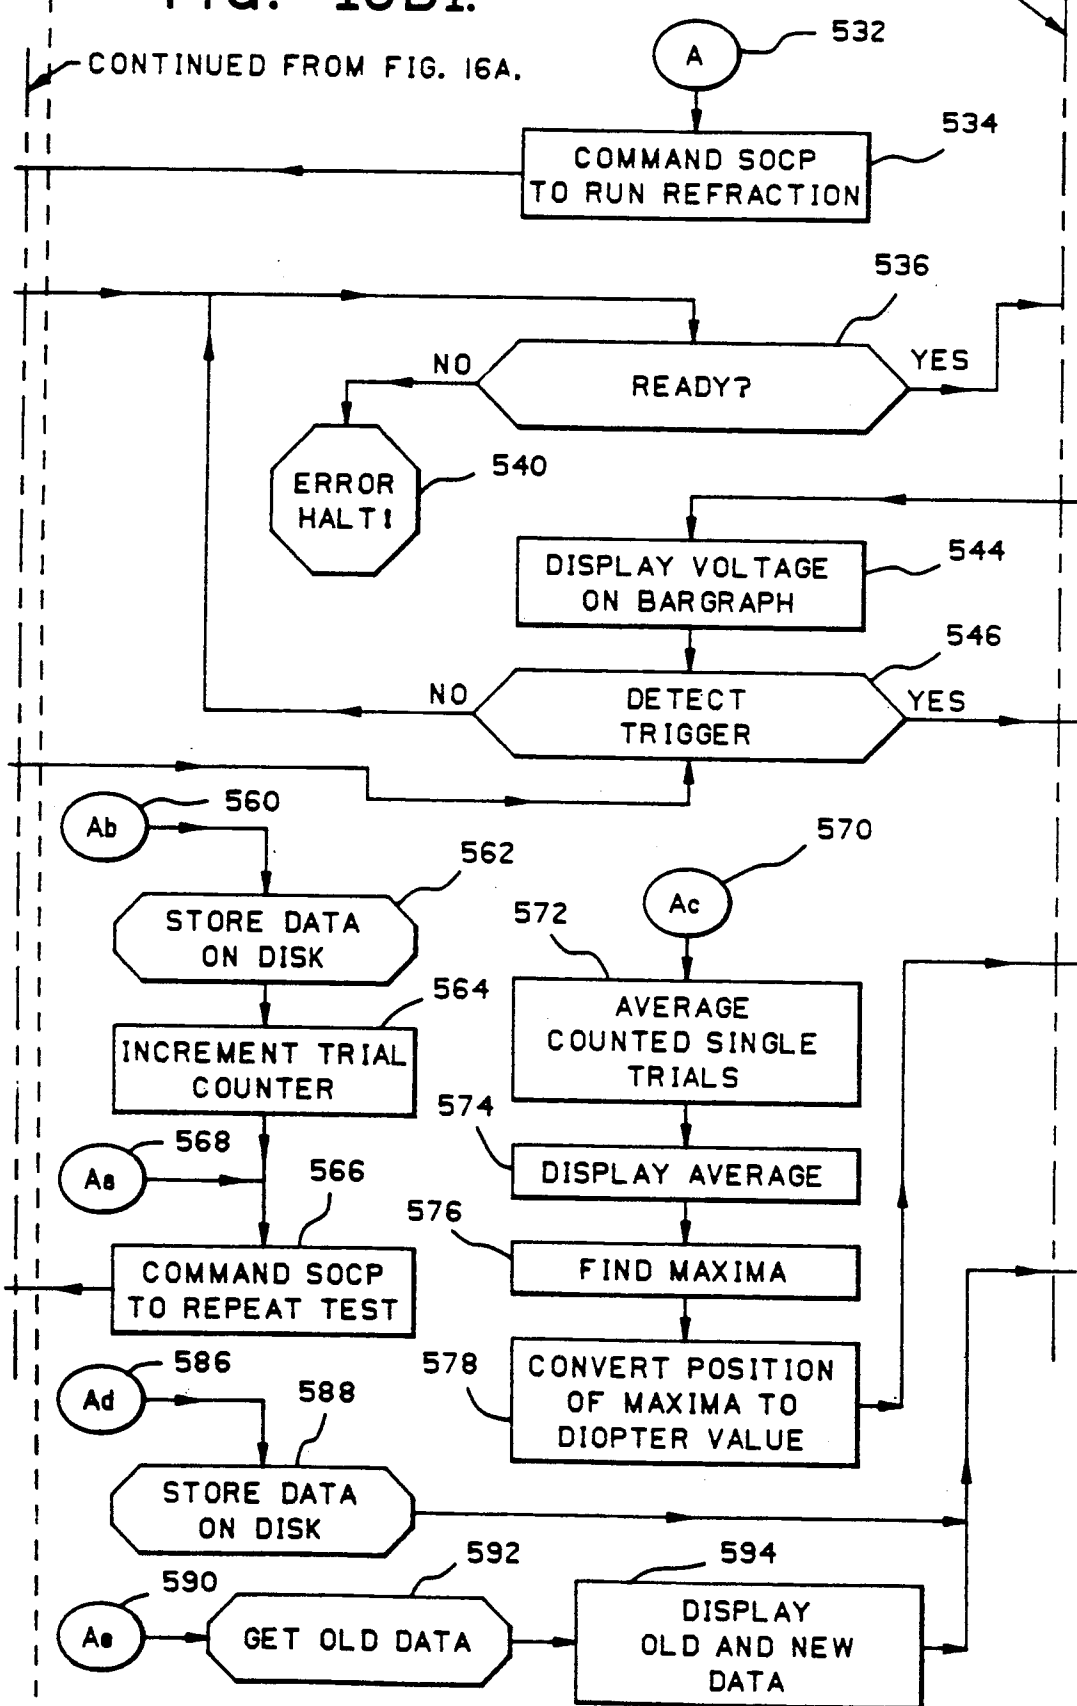 FIG. 16B1.
CONTINUED FROM FIG. 16A.
A
532
COMMAND SOCP
TO RUN REFRACTION
534
536
READY?
NO
YES
ERROR
HALT!
540
DISPLAY VOLTAGE
ON BARGRAPH
544
546
DETECT
TRIGGER
NO
YES
Ab
560
562
STORE DATA
ON DISK
564
INCREMENT TRIAL
COUNTER
Aa
568
566
COMMAND SOCP
TO REPEAT TEST
Ac
570
572
AVERAGE
COUNTED SINGLE
TRIALS
574
DISPLAY AVERAGE
576
FIND MAXIMA
578
CONVERT POSITION
OF MAXIMA TO
DIOPTER VALUE
Ad
586
588
STORE DATA
ON DISK
Ae
590
592
GET OLD DATA
594
DISPLAY
OLD AND NEW
DATA